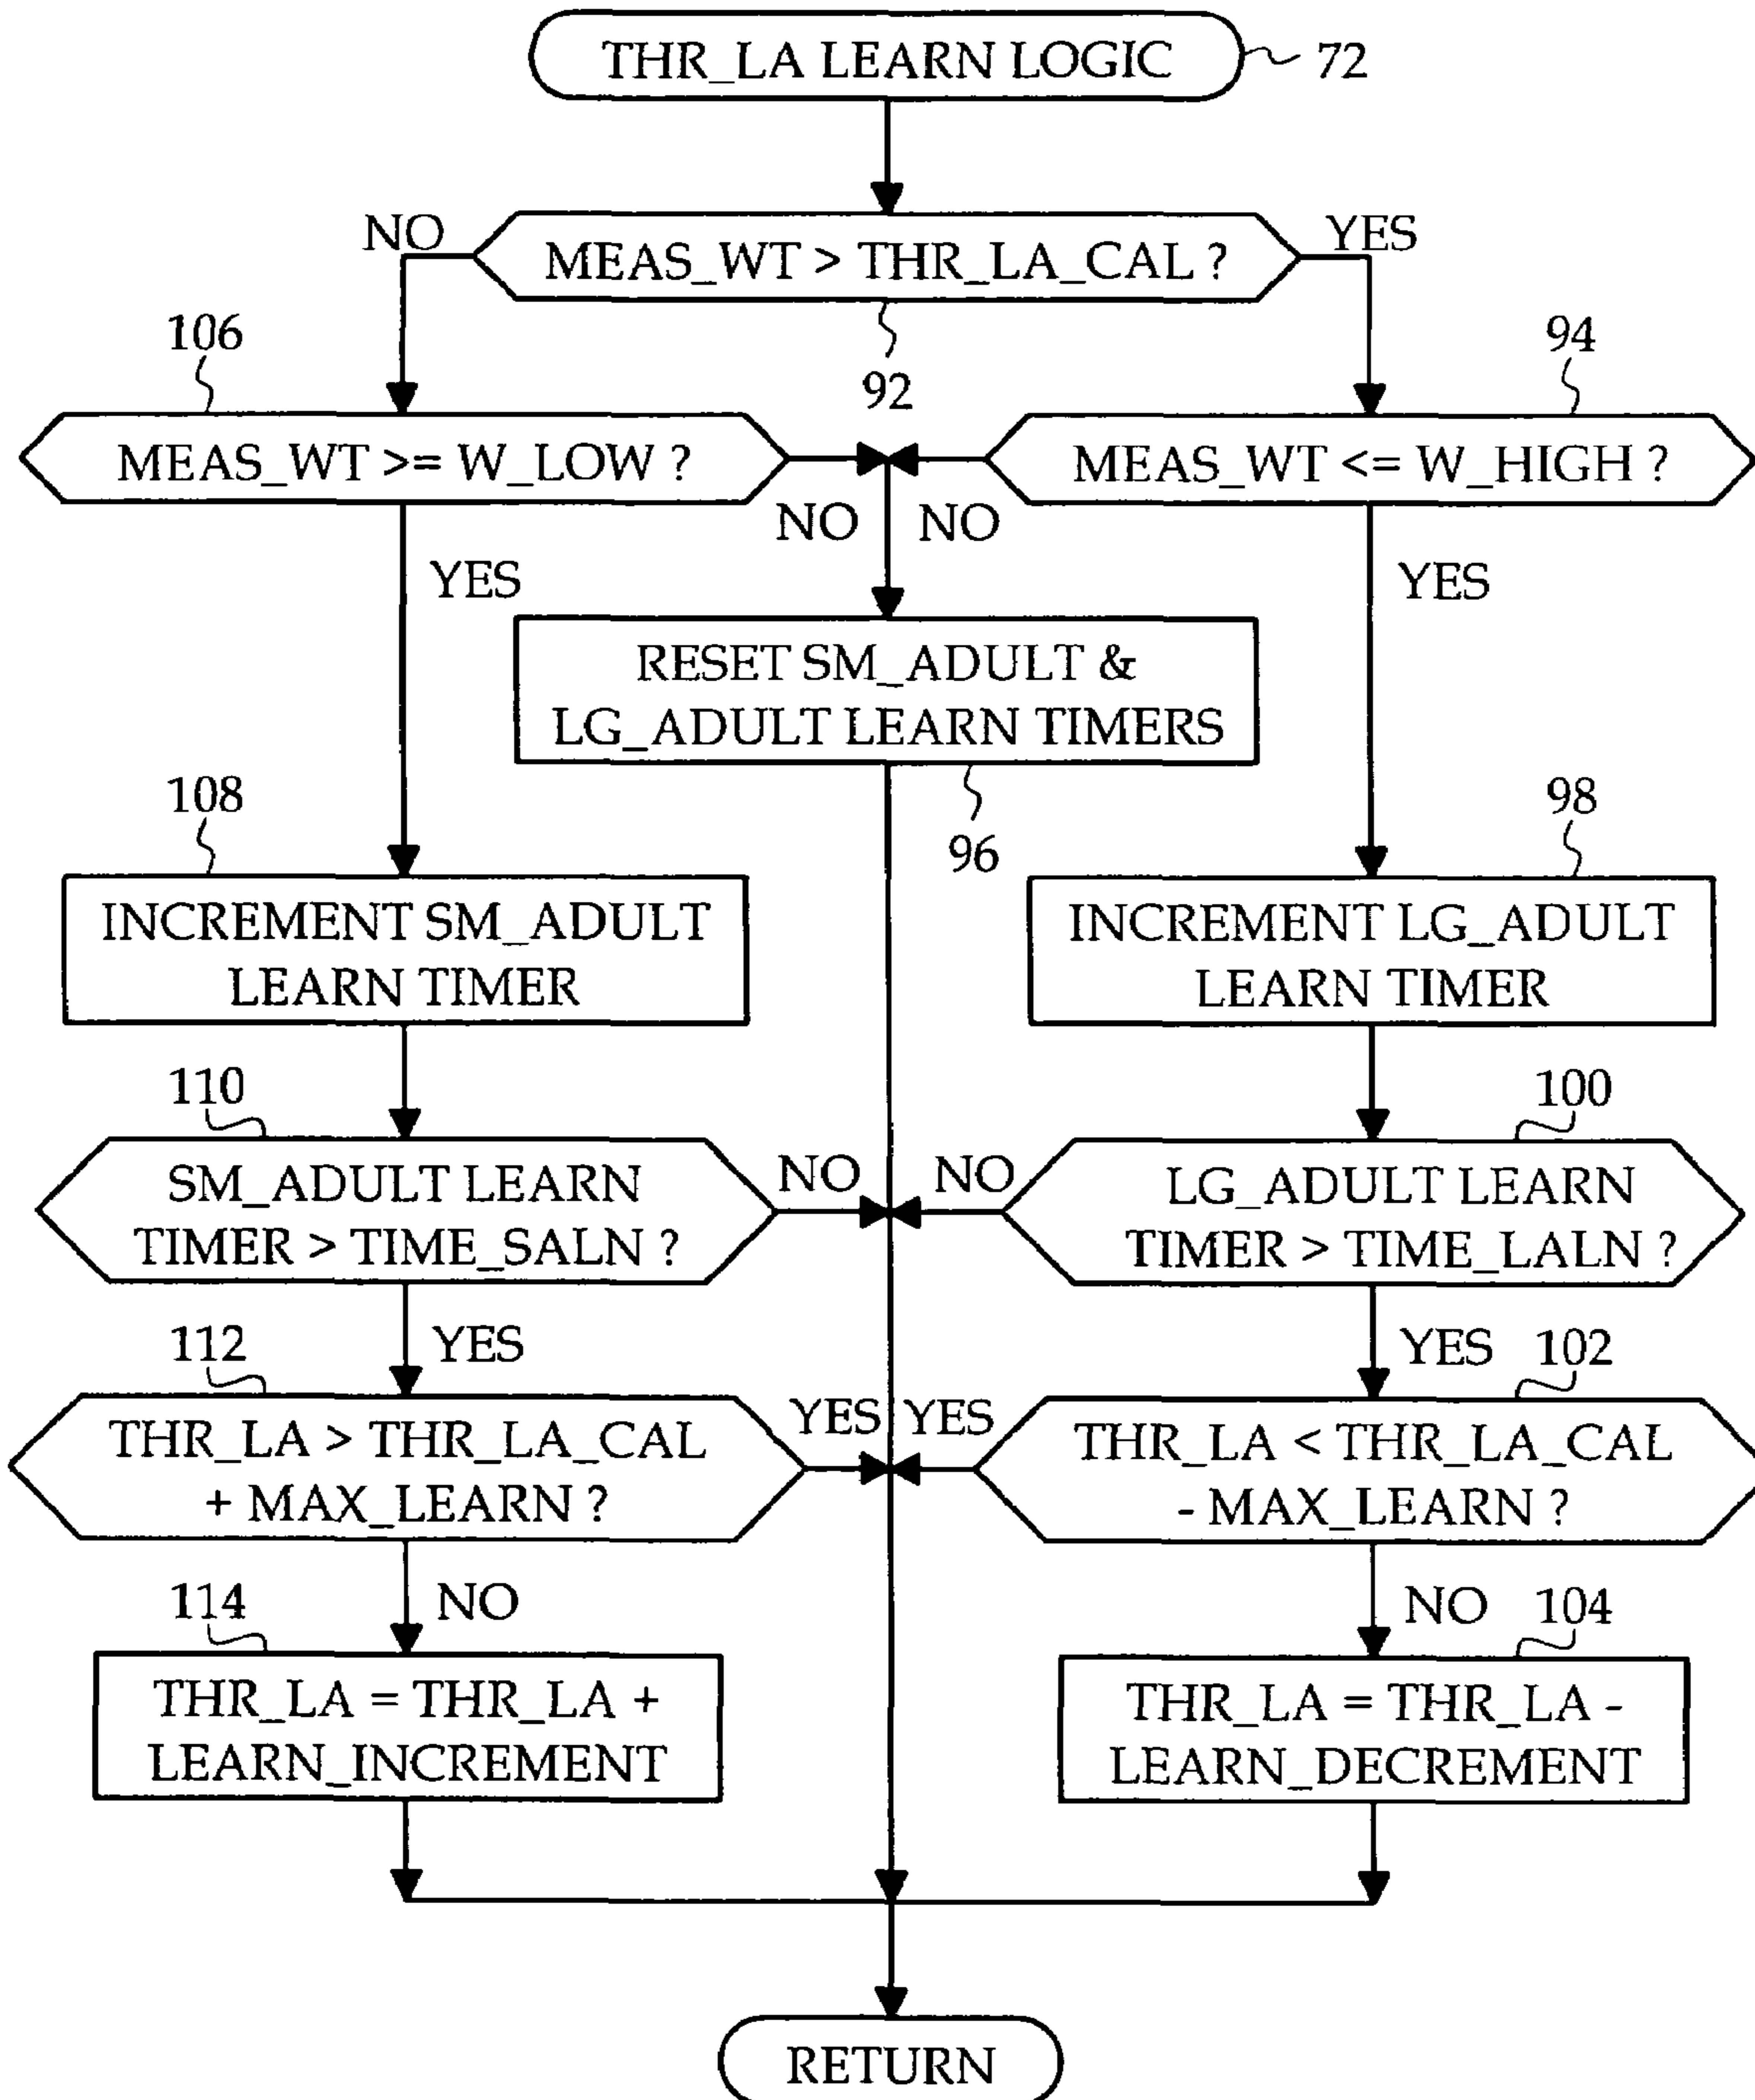 THR_LA LEARN LOGIC
72
NO
MEAS_WT > THR_LA_CAL ?
YES
92
106
94
MEAS_WT >= W_LOW ?
MEAS_WT <= W_HIGH ?
NO
NO
YES
YES
RESET SM_ADULT &
LG_ADULT LEARN TIMERS
96
108
98
INCREMENT SM_ADULT
LEARN TIMER
INCREMENT LG_ADULT
LEARN TIMER
110
100
SM_ADULT LEARN
TIMER > TIME_SALN ?
NO
NO
LG_ADULT LEARN
TIMER > TIME_LALN ?
YES
YES
112
102
THR_LA > THR_LA_CAL
+ MAX_LEARN ?
YES
YES
THR_LA < THR_LA_CAL
- MAX_LEARN ?
NO
NO
114
104
THR_LA = THR_LA +
LEARN_INCREMENT
THR_LA = THR_LA -
LEARN_DECREMENT
RETURN